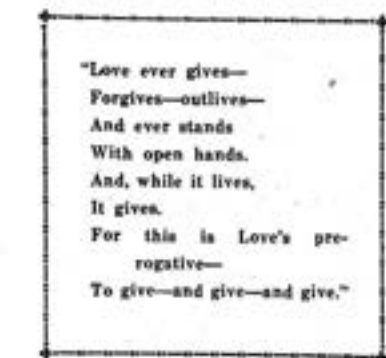 "Love ever gives—
Forgives—outlives—
And ever stands
With open hands.
And, while it lives,
It gives.
For this is Love's pre-
rogative—
To give—and give—and give."